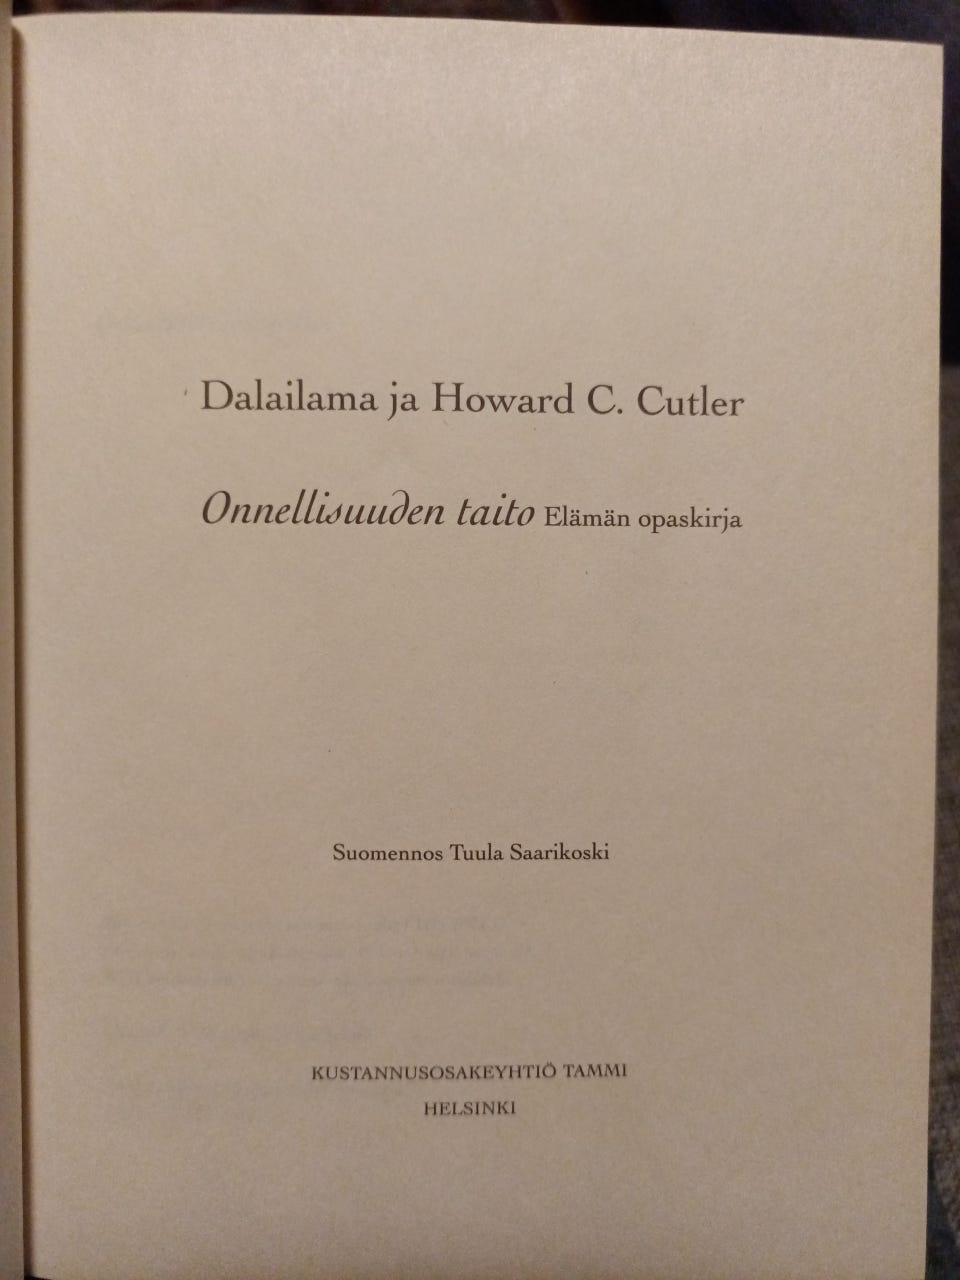 Dalailama ja Howard C. Cutler
Onnellisuuden taito Elämän opaskirja
Suomennos Tuula Saarikoski
KUSTANNUSOSAKEYHTIÖ TAMMI
HELSINKI